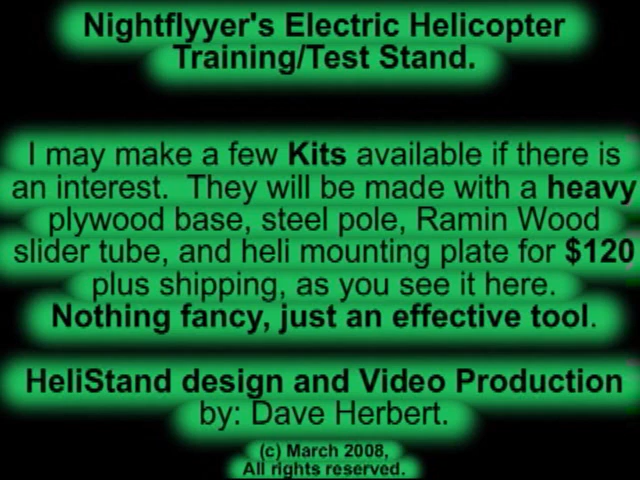 Nightflyyer's Electric Helicopter
Training/Test Stand.
I may make a few Kits available if there is
an interest. They will be made with a heavy
plywood base, steel pole, Ramin Wood
slider tube, and heli mounting plate for $120
plus shipping, as you see it here.
Nothing fancy, just an effective tool.
HeliStand design and Video Production
by: Dave Herbert.
(c) March 2008,
All rights reserved.